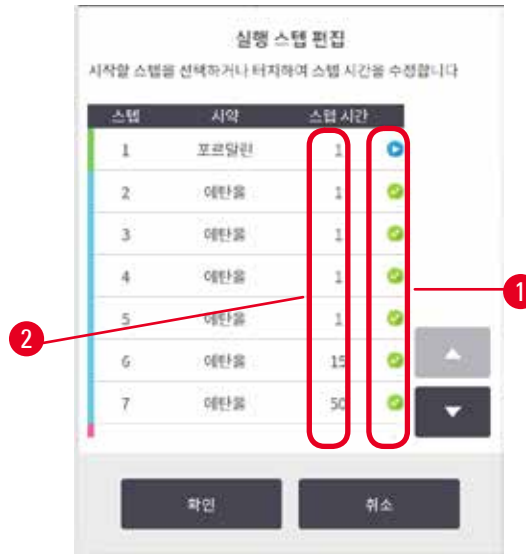 실행 스텝 편집
시작할 스텝을 선택하거나 터치하여 스텝 시간을 수정합니다
스텝 시약 스텝 시간
1 포르말린 1
2 에탄올 1
3 에탄올 1
4 에탄올 1
5 에탄올 1
6 에탄올 15
7 에탄올 50
확인 취소
1
2